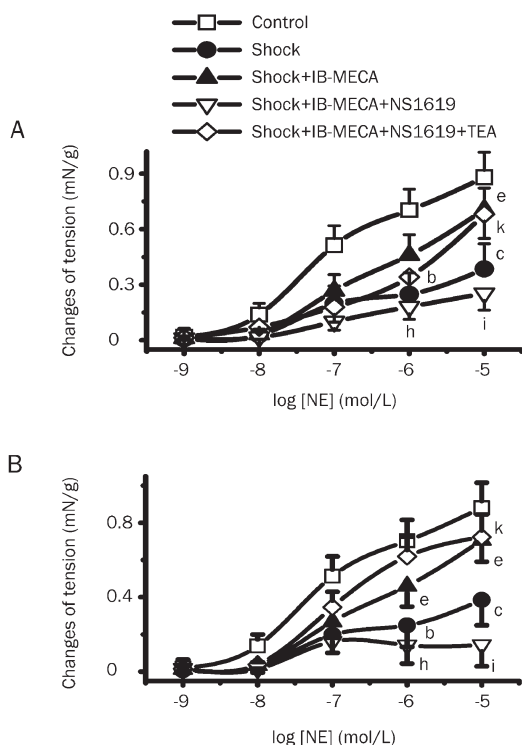 Control
Shock
Shock+IB-MECA
Shock+IB-MECA+NS1619
Shock+IB-MECA+NS1619+TEA
A
Changes of tension (mN/g)
0.9
0.6
0.3
0
e
k
c
b
h
i
-9 -8 -7 -6 -5
log [NE] (mol/L)
B
Changes of tension (mN/g)
0.8
0.4
0
k
e
e
c
b
h
i
-9 -8 -7 -6 -5
log [NE] (mol/L)